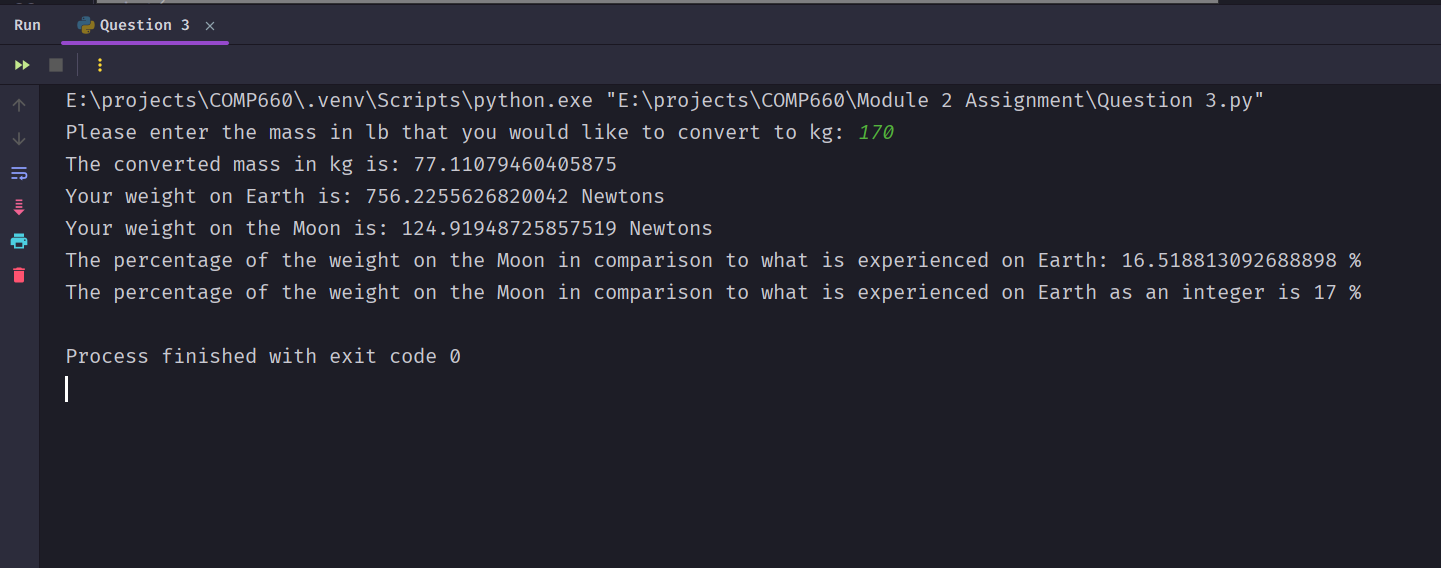 Run
Question 3
E:\projects\COMP660\.venv\Scripts\python.exe "E:\projects\COMP660\Module 2 Assignment\Question 3.py"
Please enter the mass in lb that you would like to convert to kg: 170
The converted mass in kg is: 77.11079460405875
Your weight on Earth is: 756.2255626820042 Newtons
Your weight on the Moon is: 124.91948725857519 Newtons
The percentage of the weight on the Moon in comparison to what is experienced on Earth: 16.518813092688898 %
The percentage of the weight on the Moon in comparison to what is experienced on Earth as an integer is 17 %
Process finished with exit code 0